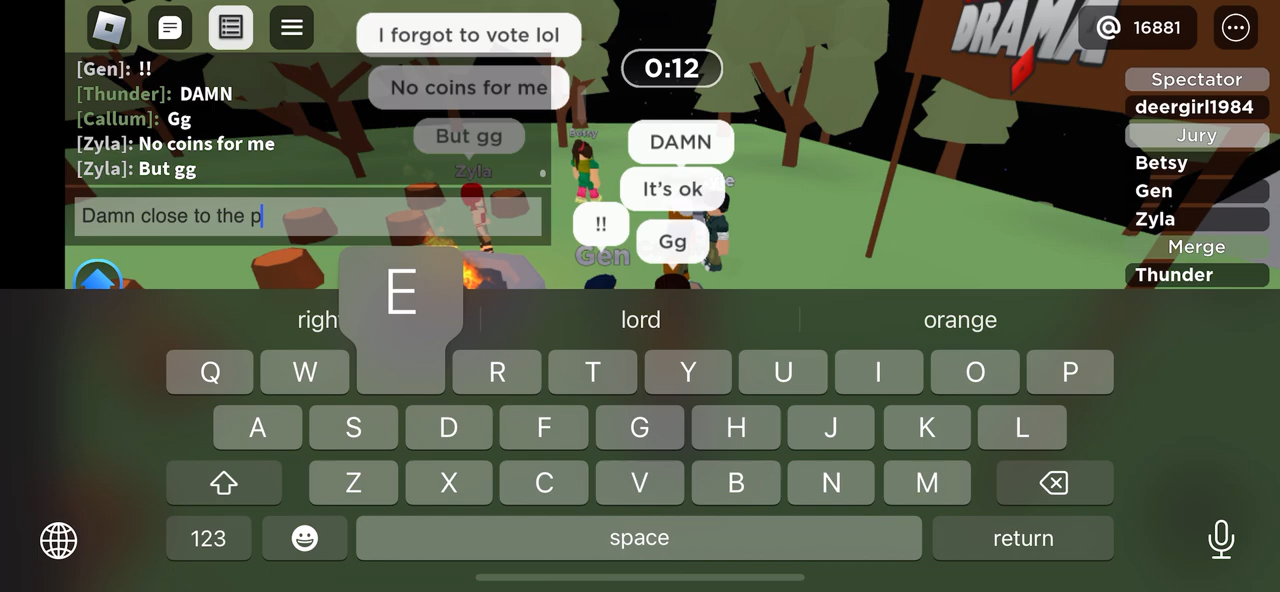 I forgot to vote lol
No coins for me
But gg
Zyla
[Gen]: !!
[Thunder]: DAMN
[Callum]: Gg
[Zyla]: No coins for me
[Zyla]: But gg
Damn close to the p
0:12
Betsy
DAMN
It's ok
!!
Gg
Gen
DRAMA
@ 16881
Spectator
deergirl1984
Jury
Betsy
Gen
Zyla
Merge
Thunder
E
lord
orange
Q W R T Y U I O P
A S D F G H J K L
Z X C V B N M
123
space
return